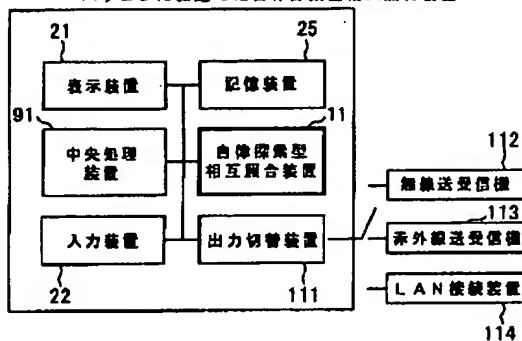 21
25
表示装置
記憶装置
91
11
中央処理
装置
自律探索型
相互照合装置
112
無線送受信機
113
赤外線送受信機
入力装置
出力切替装置
22
111
LAN接続装置
114